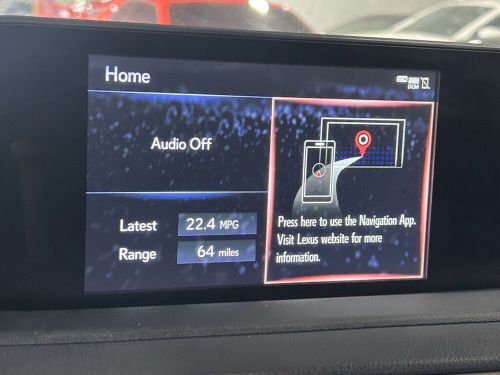 Home
DCM
Audio Off
Latest 22.4 MPG
Range 64 miles
Press here to use the Navigation App.
Visit Lexus website for more
information.